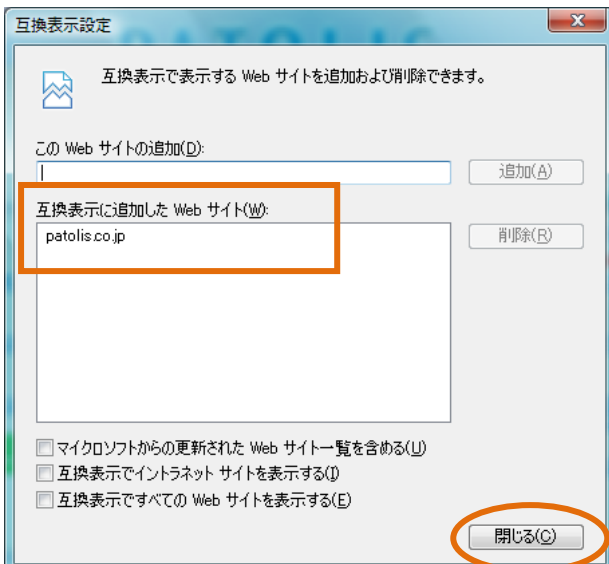 互換表示設定
互換表示で表示する Web サイトを追加および削除できます。
この Web サイトの追加(D):
追加(A)
互換表示に追加した Web サイト(W):
patolis.co.jp
削除(R)
マイクロソフトからの更新された Web サイト一覧を含める(U)
互換表示でイントラネット サイトを表示する(I)
互換表示ですべての Web サイトを表示する(E)
閉じる(C)